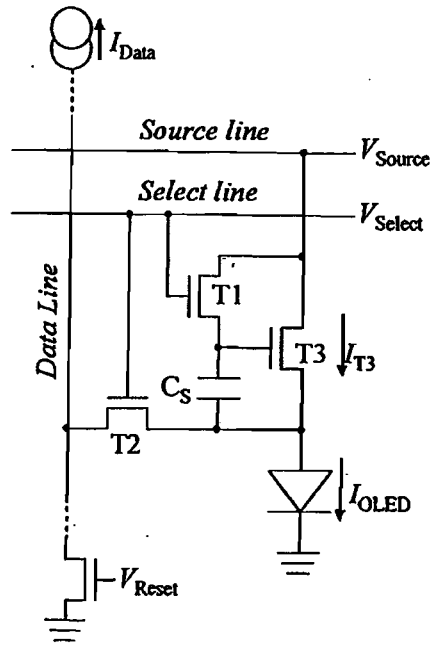 I_Data
Source line
V_Source
Select line
V_Select
Data Line
T1
T3
I_T3
C_S
T2
I_OLED
V_Reset